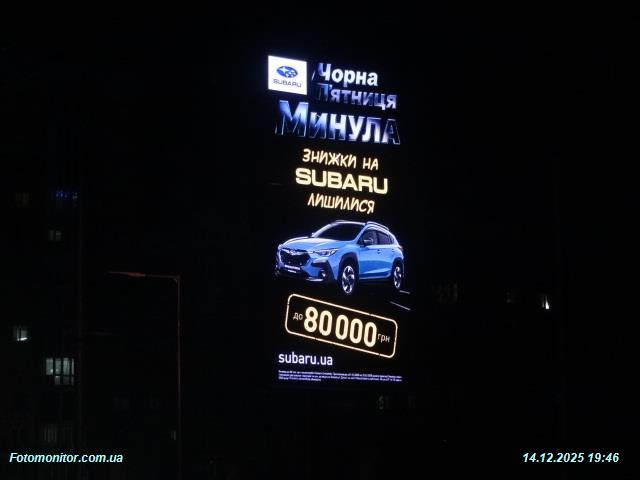 SUBARU
Чорна
П'ятниця
Минула
Знижки на
SUBARU
лишилися
до 80 000 грн
subaru.ua
Fotomonitor.com.ua
14.12.2025 19:46